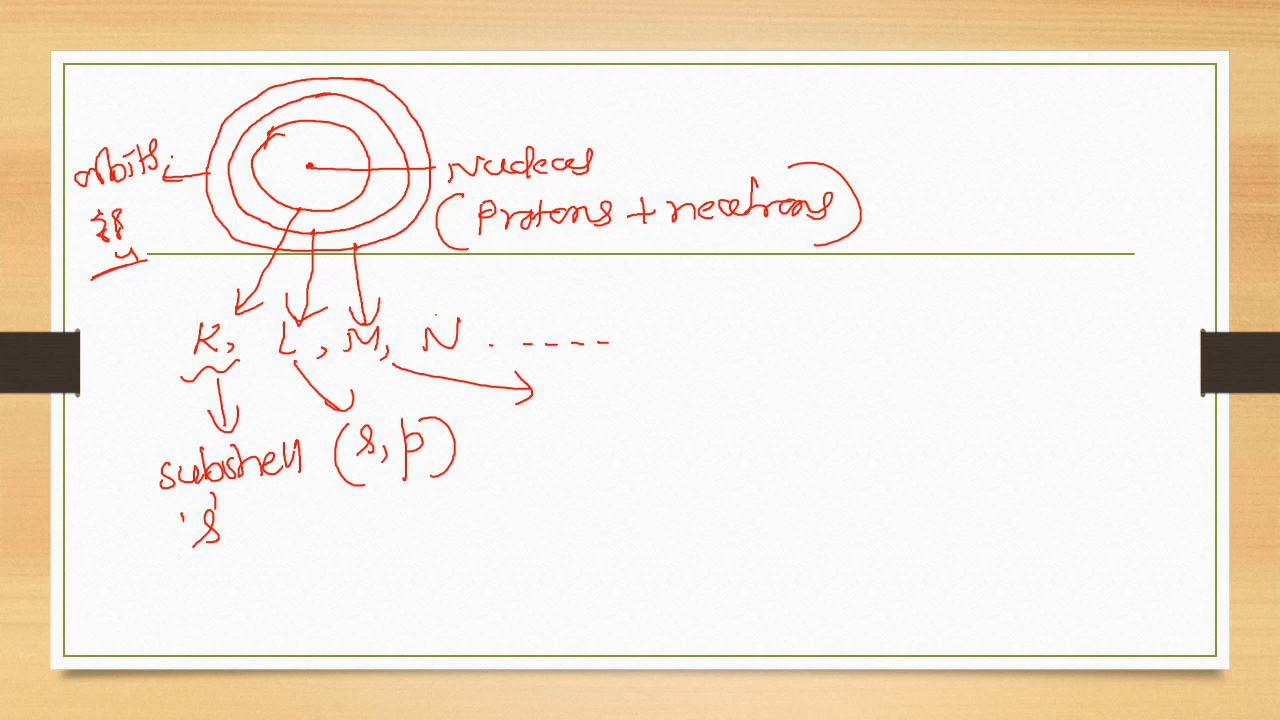 orbits
Nucleus
(Protons + neutrons)
K, L, M, N . - - - - -
subshell (s, p)
's'